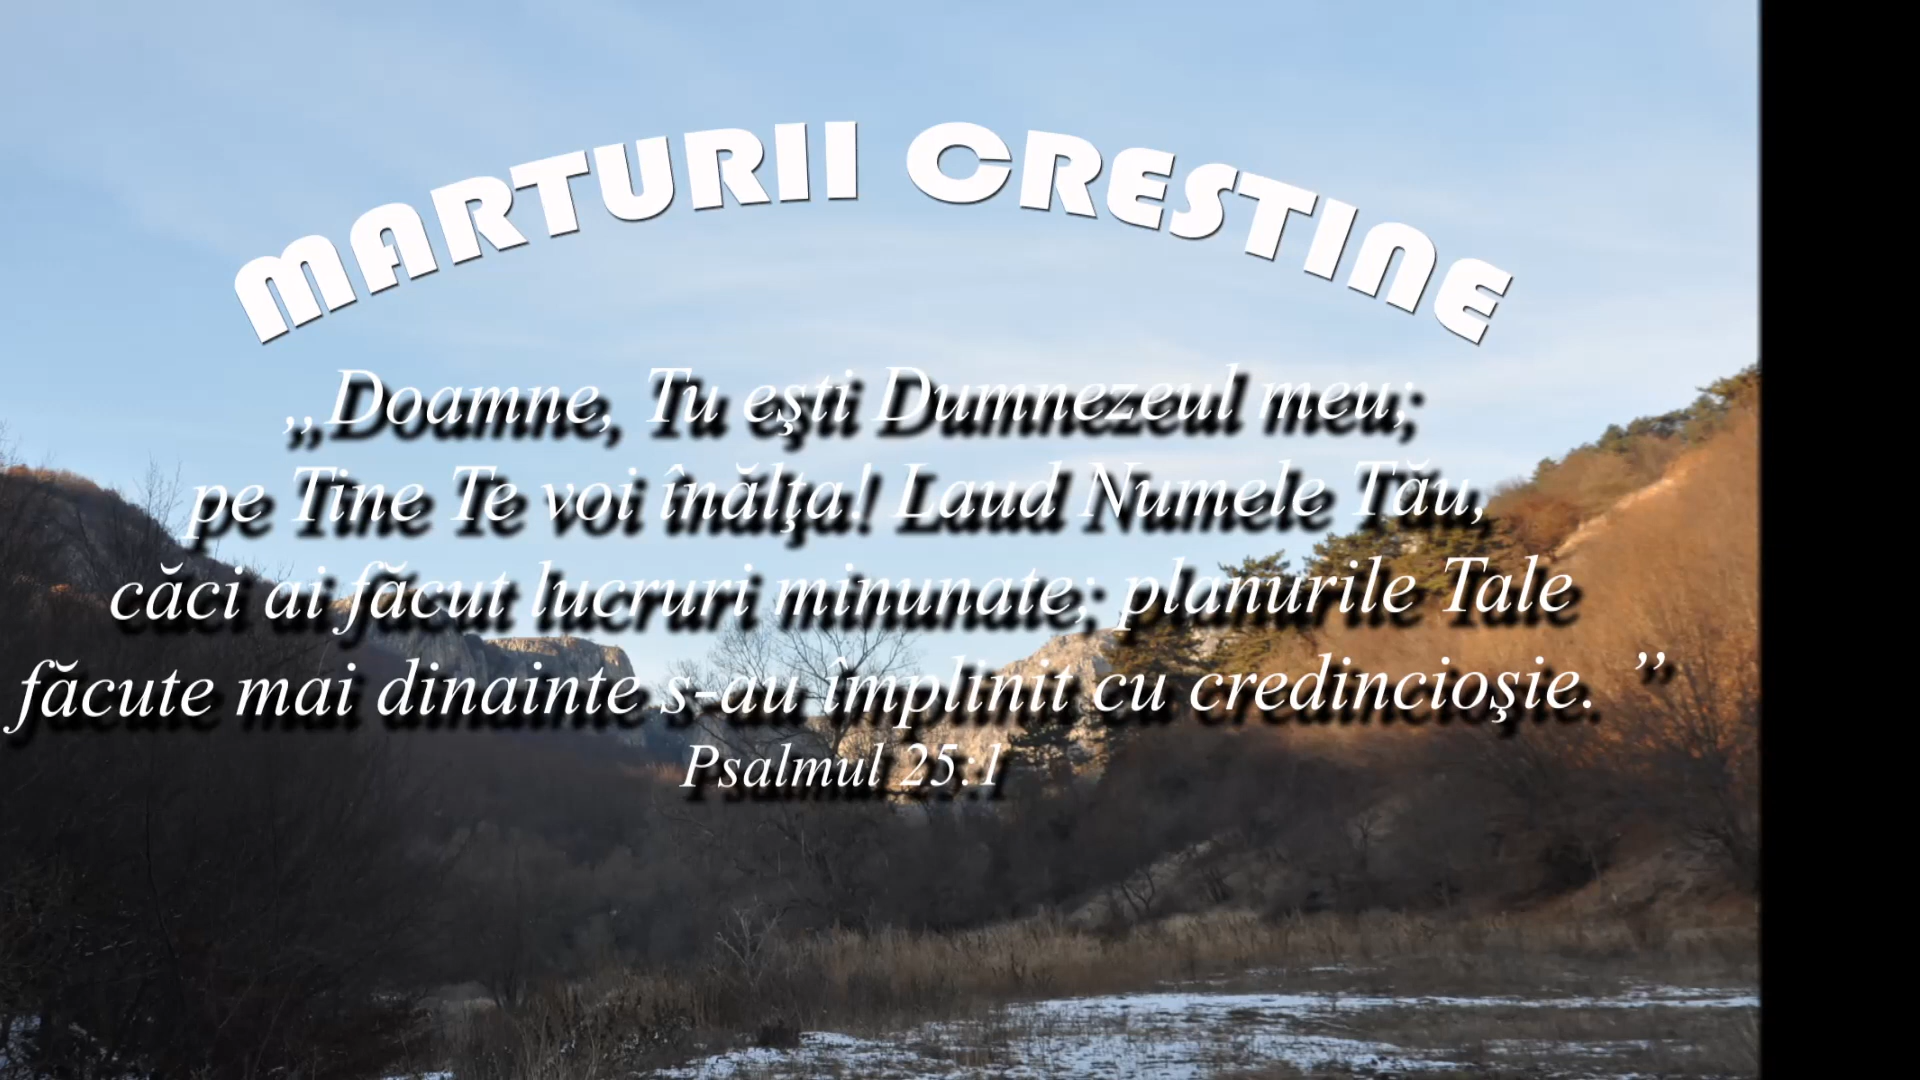 MARTURII CRESTINE
„Doamne, Tu eşti Dumnezeul meu;
pe Tine Te voi înălţa! Laud Numele Tău,
căci ai făcut lucruri minunate; planurile Tale
făcute mai dinainte s-au împlinit cu credincioşie. ”
Psalmul 25:1